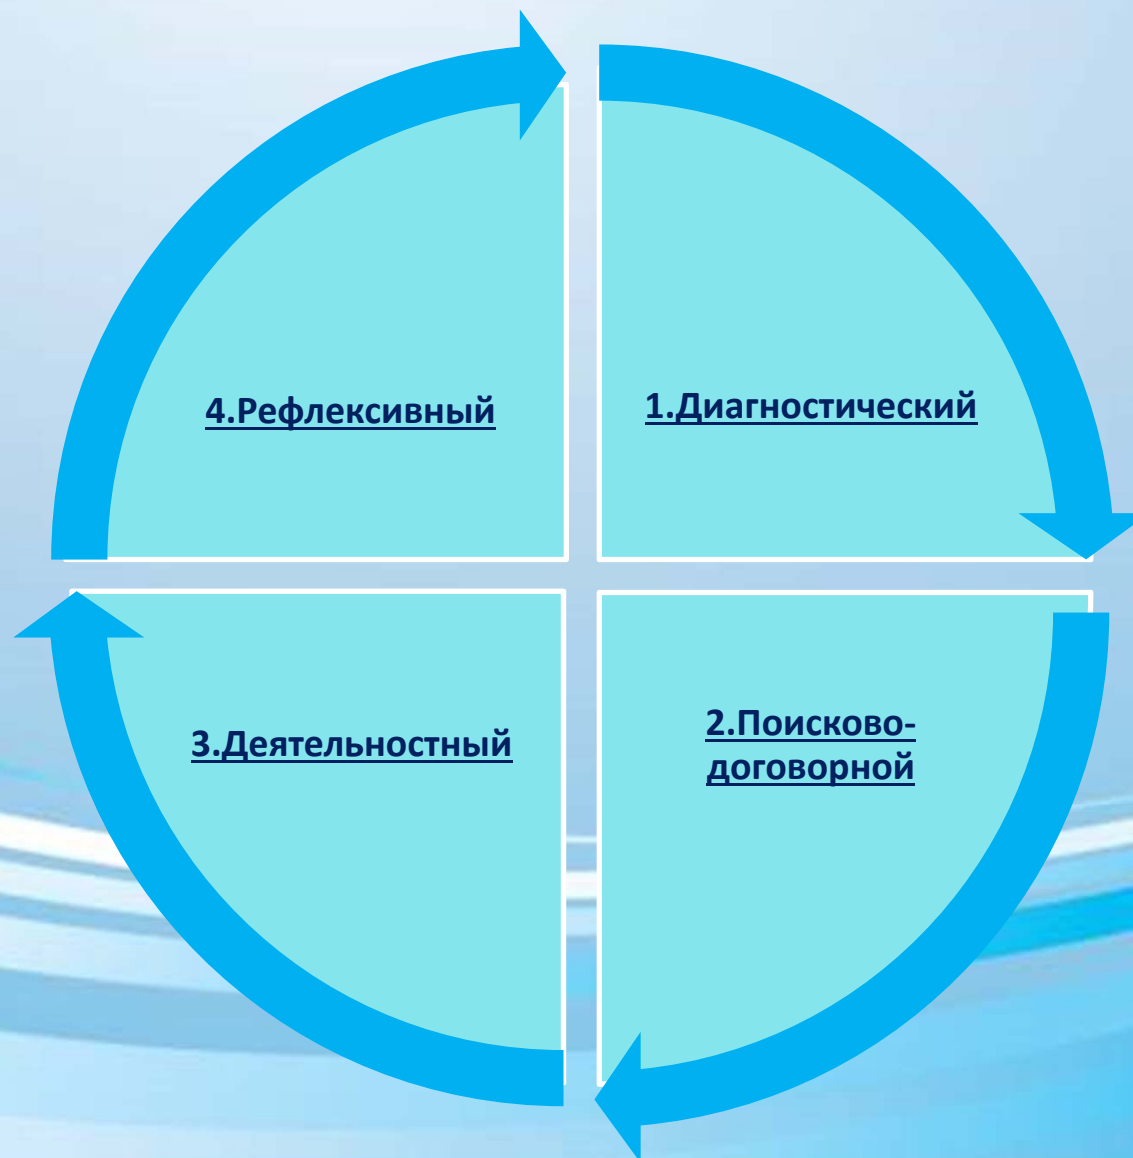 1.Диагностический
2.Поисково-
договорной
3.Деятельностный
4.Рефлексивный